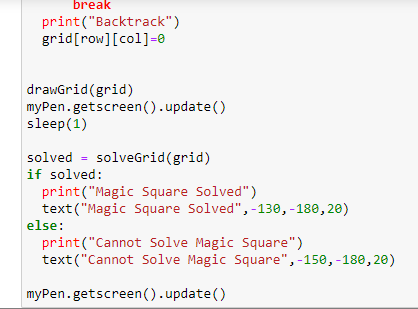 break
print("Backtrack")
grid[row][col]=0
drawGrid(grid)
myPen.getscreen().update()
sleep(1)
solved = solveGrid(grid)
if solved:
print("Magic Square Solved")
text("Magic Square Solved",-130,-180,20)
else:
print("Cannot Solve Magic Square")
text("Cannot Solve Magic Square",-150,-180,20)
myPen.getscreen().update()